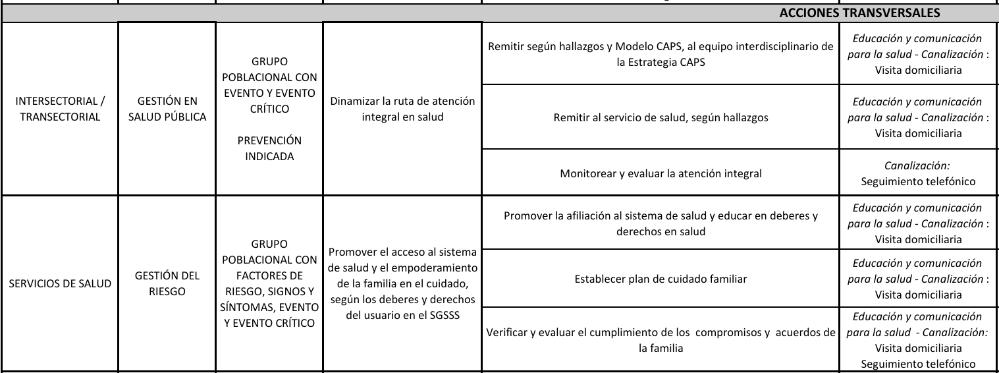 ACCIONES TRANSVERSALES
INTERSECTORIAL /
TRANSECTORIAL
GESTIÓN EN
SALUD PÚBLICA
GRUPO
POBLACIONAL CON
EVENTO Y EVENTO
CRÍTICO
PREVENCIÓN
INDICADA
Dinamizar la ruta de atención
integral en salud
Remitir según hallazgos y Modelo CAPS, al equipo interdisciplinario de
la Estrategia CAPS
Educación y comunicación
para la salud - Canalización :
Visita domiciliaria
Remitir al servicio de salud, según hallazgos
Educación y comunicación
para la salud - Canalización :
Visita domiciliaria
Monitorear y evaluar la atención integral
Canalización:
Seguimiento telefónico
SERVICIOS DE SALUD
GESTIÓN DEL
RIESGO
GRUPO
POBLACIONAL CON
FACTORES DE
RIESGO, SIGNOS Y
SÍNTOMAS, EVENTO
Y EVENTO CRÍTICO
Promover el acceso al sistema
de salud y el empoderamiento
de la familia en el cuidado,
según los deberes y derechos
del usuario en el SGSSS
Promover la afiliación al sistema de salud y educar en deberes y
derechos en salud
Educación y comunicación
para la salud - Canalización :
Visita domiciliaria
Establecer plan de cuidado familiar
Educación y comunicación
para la salud - Canalización :
Visita domiciliaria
Verificar y evaluar el cumplimiento de los  compromisos y  acuerdos de
la familia
Educación y comunicación
para la salud  - Canalización:
Visita domiciliaria
Seguimiento telefónico